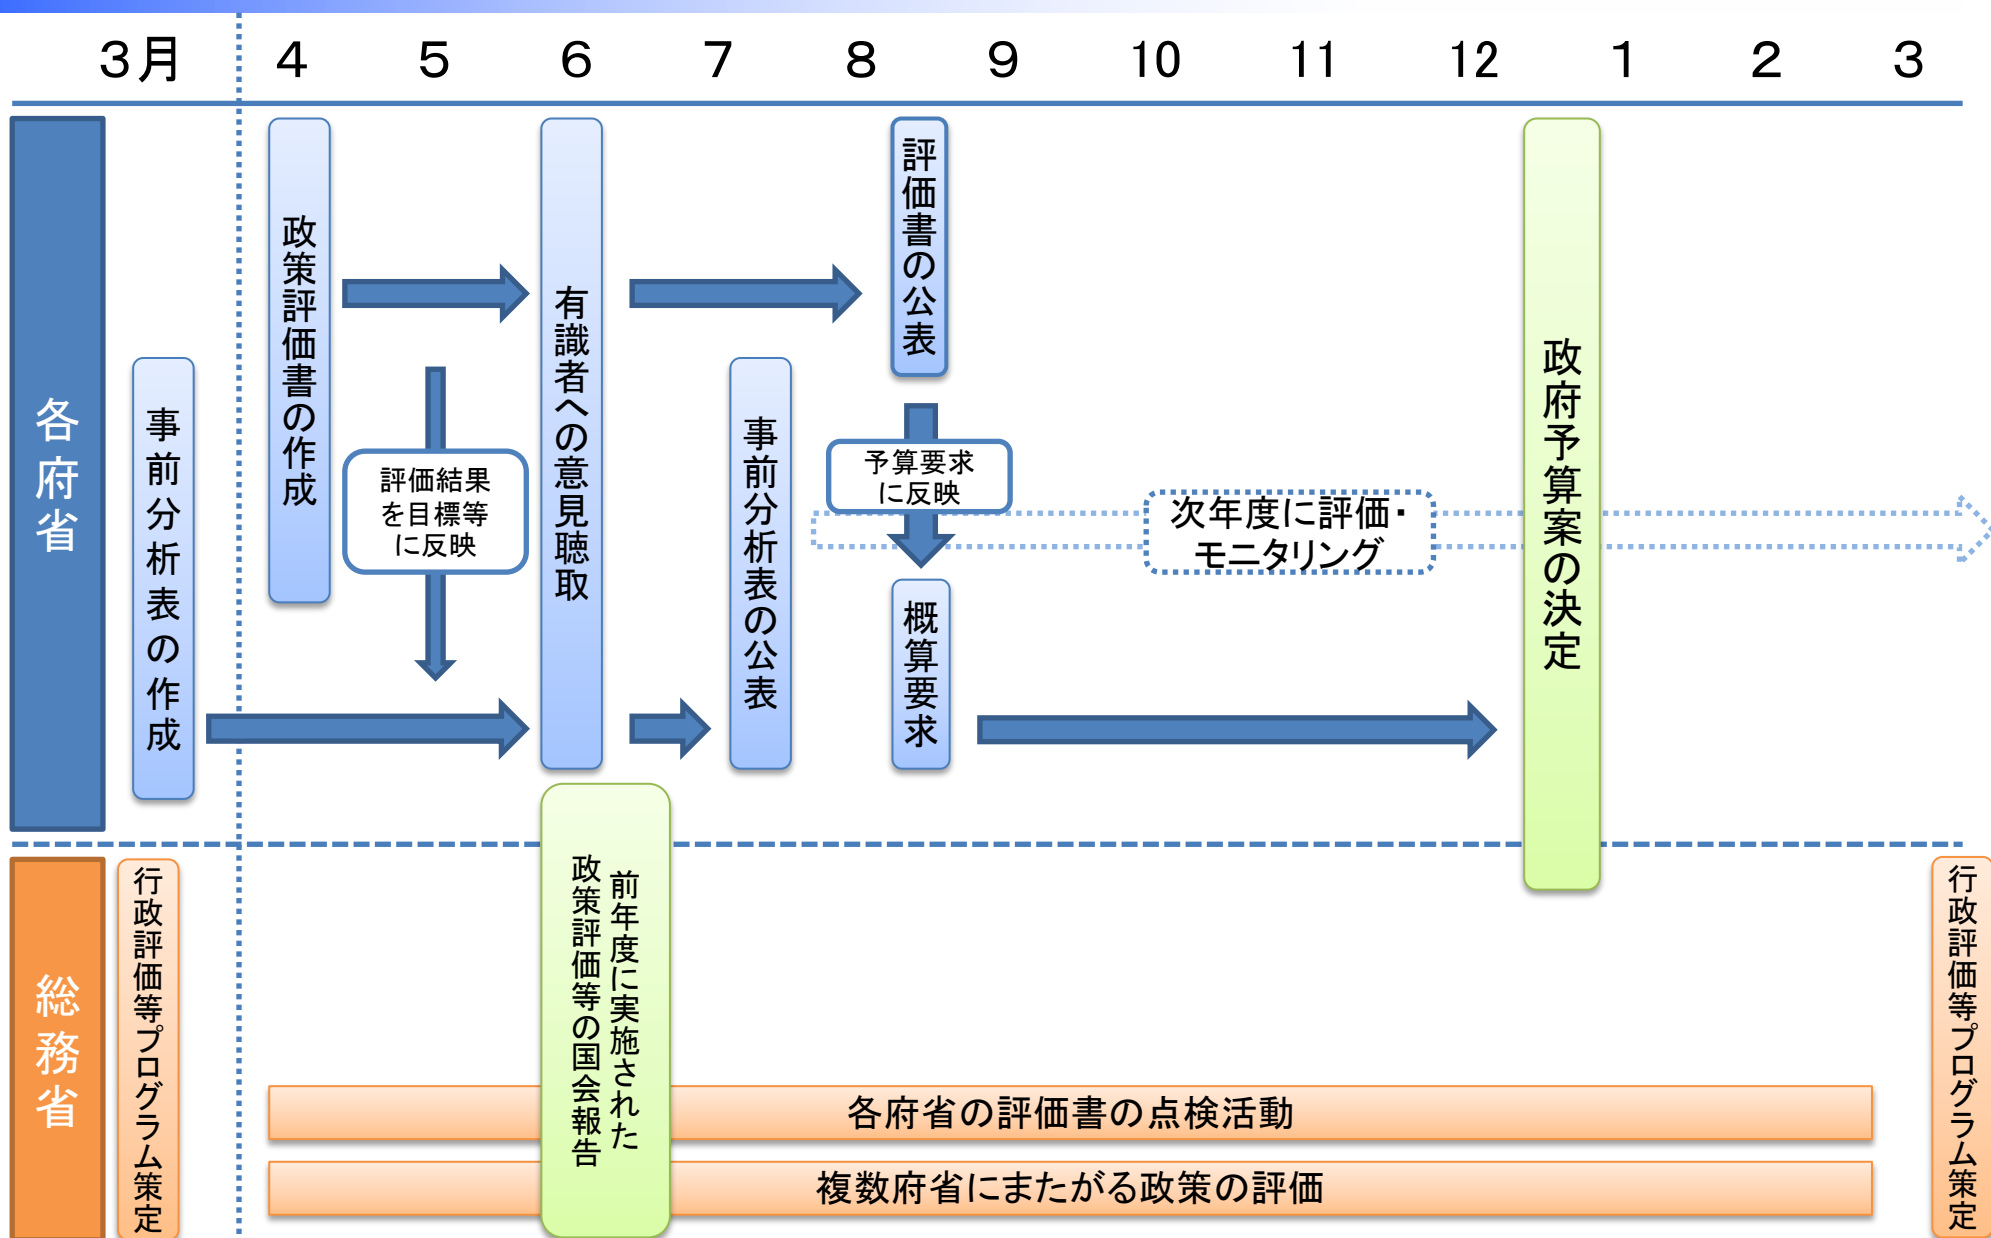 3月 4 5 6 7 8 9 10 11 12 1 2 3
各府省
事前分析表の作成
政策評価書の作成
評価結果
を目標等
に反映
有識者への意見聴取
事前分析表の公表
評価書の公表
予算要求
に反映
概算要求
次年度に評価・
モニタリング
政府予算案の決定
総務省
行政評価等プログラム策定
前年度に実施された
政策評価等の国会報告
各府省の評価書の点検活動
複数府省にまたがる政策の評価
行政評価等プログラム策定